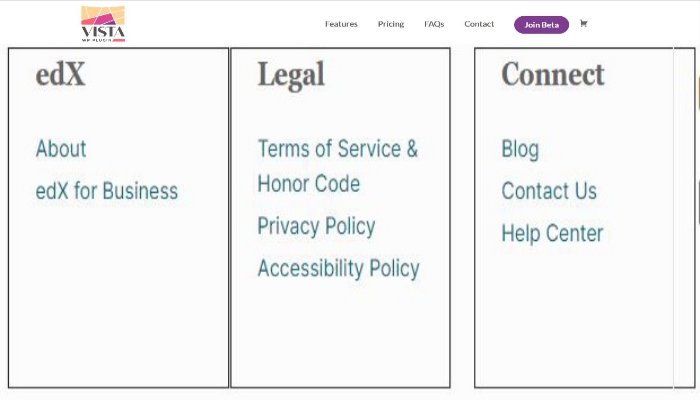 VISTA
WP PLUGIN
Features
Pricing
FAQs
Contact
Join Beta
edX
About
edX for Business
Legal
Terms of Service &
Honor Code
Privacy Policy
Accessibility Policy
Connect
Blog
Contact Us
Help Center